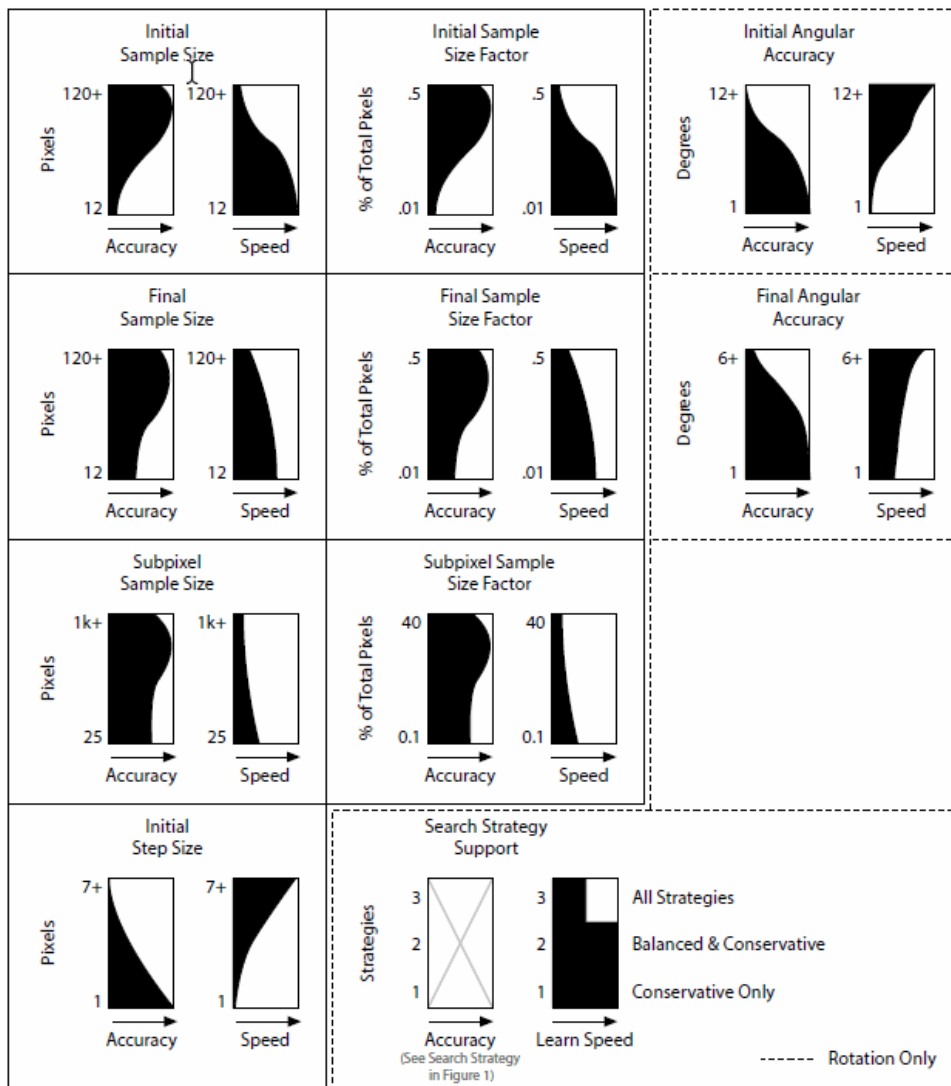 Initial
Sample Size
120+
12
Pixels
Accuracy
120+
12
Speed
Initial Sample
Size Factor
.5
.01
% of Total Pixels
Accuracy
.5
.01
Speed
Initial Angular
Accuracy
12+
1
Degrees
Accuracy
12+
1
Speed
Final
Sample Size
120+
12
Pixels
Accuracy
120+
12
Speed
Final Sample
Size Factor
.5
.01
% of Total Pixels
Accuracy
.5
.01
Speed
Final Angular
Accuracy
6+
1
Degrees
Accuracy
6+
1
Speed
Subpixel
Sample Size
1k+
25
Pixels
Accuracy
1k+
25
Speed
Subpixel Sample
Size Factor
40
0.1
% of Total Pixels
Accuracy
40
0.1
Speed
Initial
Step Size
7+
1
Pixels
Accuracy
7+
1
Speed
Search Strategy
Support
Strategies
3
2
1
Accuracy
(See Search Strategy
in Figure 1)
3
2
1
Learn Speed
All Strategies
Balanced & Conservative
Conservative Only
Rotation Only